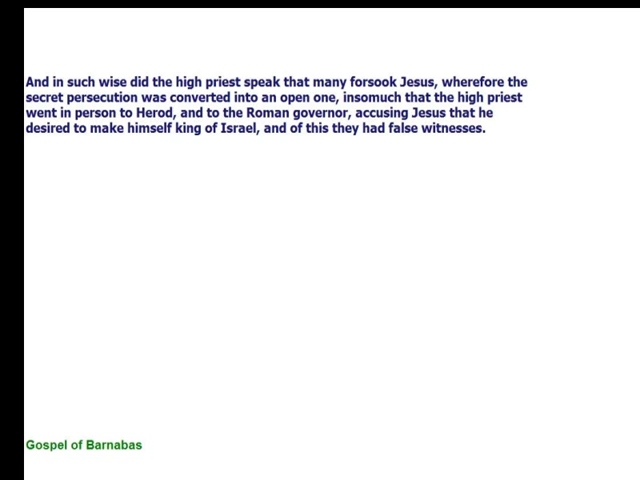 And in such wise did the high priest speak that many forsook Jesus, wherefore the
secret persecution was converted into an open one, insomuch that the high priest
went in person to Herod, and to the Roman governor, accusing Jesus that he
desired to make himself king of Israel, and of this they had false witnesses.
Gospel of Barnabas